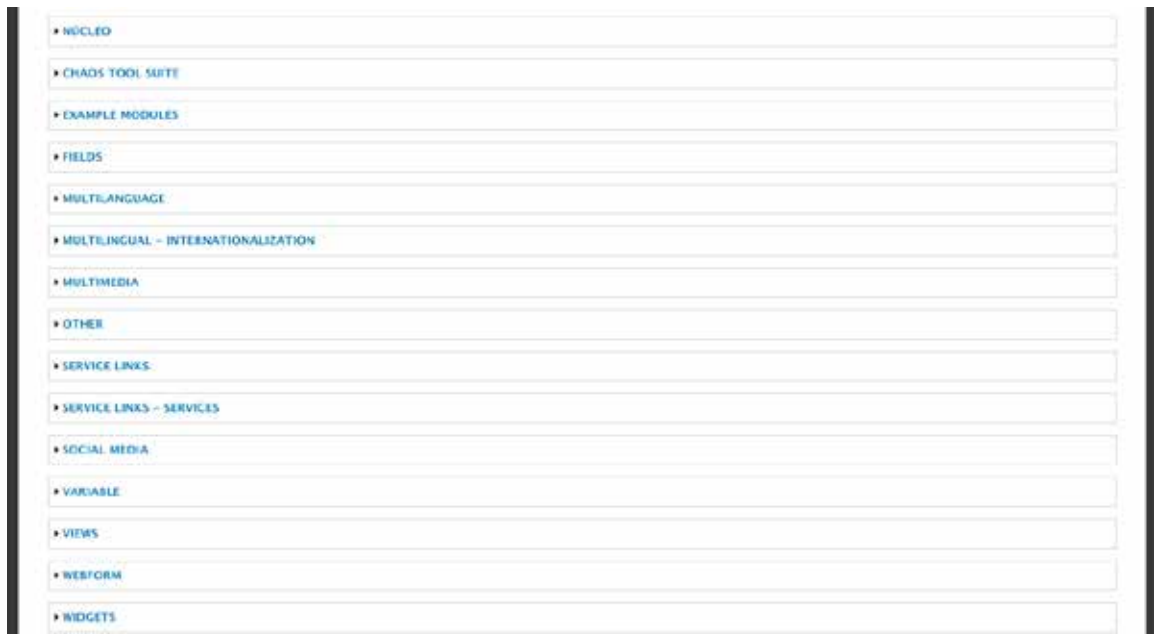 NÚCLEO
CHAOS TOOL SUITE
EXAMPLE MODULES
FIELDS
MULTILANGUAGE
MULTILINGUAL – INTERNATIONALIZATION
MULTIMEDIA
OTHER
SERVICE LINKS
SERVICE LINKS – SERVICES
SOCIAL MEDIA
VARIABLE
VIEWS
WEBFORM
WIDGETS